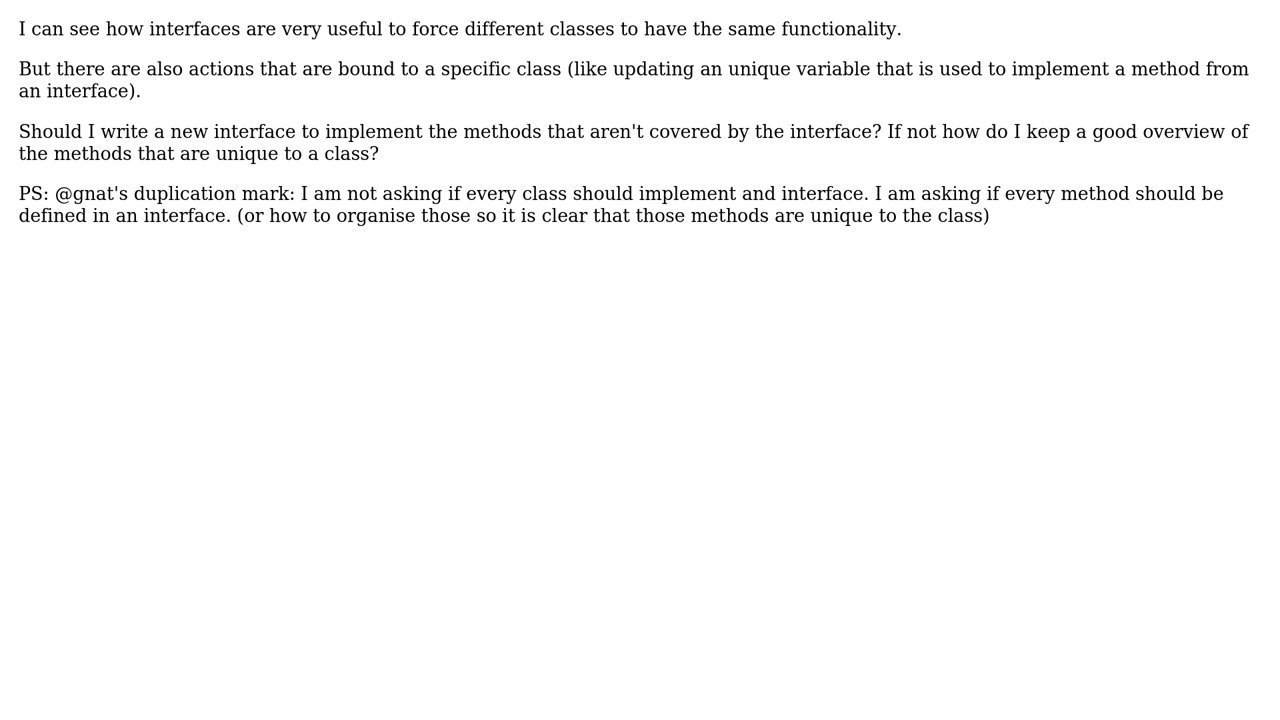 I can see how interfaces are very useful to force different classes to have the same functionality.
But there are also actions that are bound to a specific class (like updating an unique variable that is used to implement a method from
an interface).
Should I write a new interface to implement the methods that aren't covered by the interface? If not how do I keep a good overview of
the methods that are unique to a class?
PS: @gnat's duplication mark: I am not asking if every class should implement and interface. I am asking if every method should be
defined in an interface. (or how to organise those so it is clear that those methods are unique to the class)